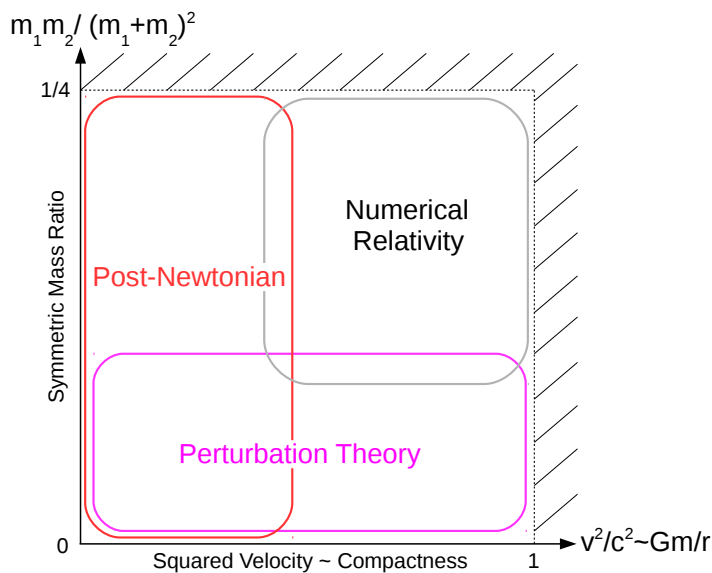 m₁m₂/ (m₁+m₂)²
1/4
Numerical
Relativity
Post-Newtonian
Symmetric Mass Ratio
Perturbation Theory
0
Squared Velocity ~ Compactness
1
v²/c²~Gm/r